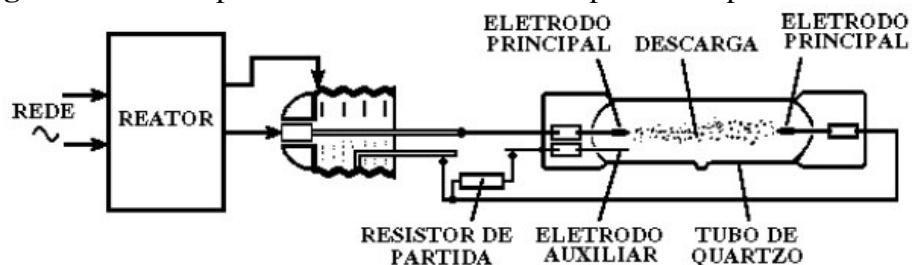 ELETRODO
PRINCIPAL
DESCARGA
ELETRODO
PRINCIPAL
REDE
REATOR
RESISTOR DE
PARTIDA
ELETRODO
AUXILIAR
TUBO DE
QUARTZO